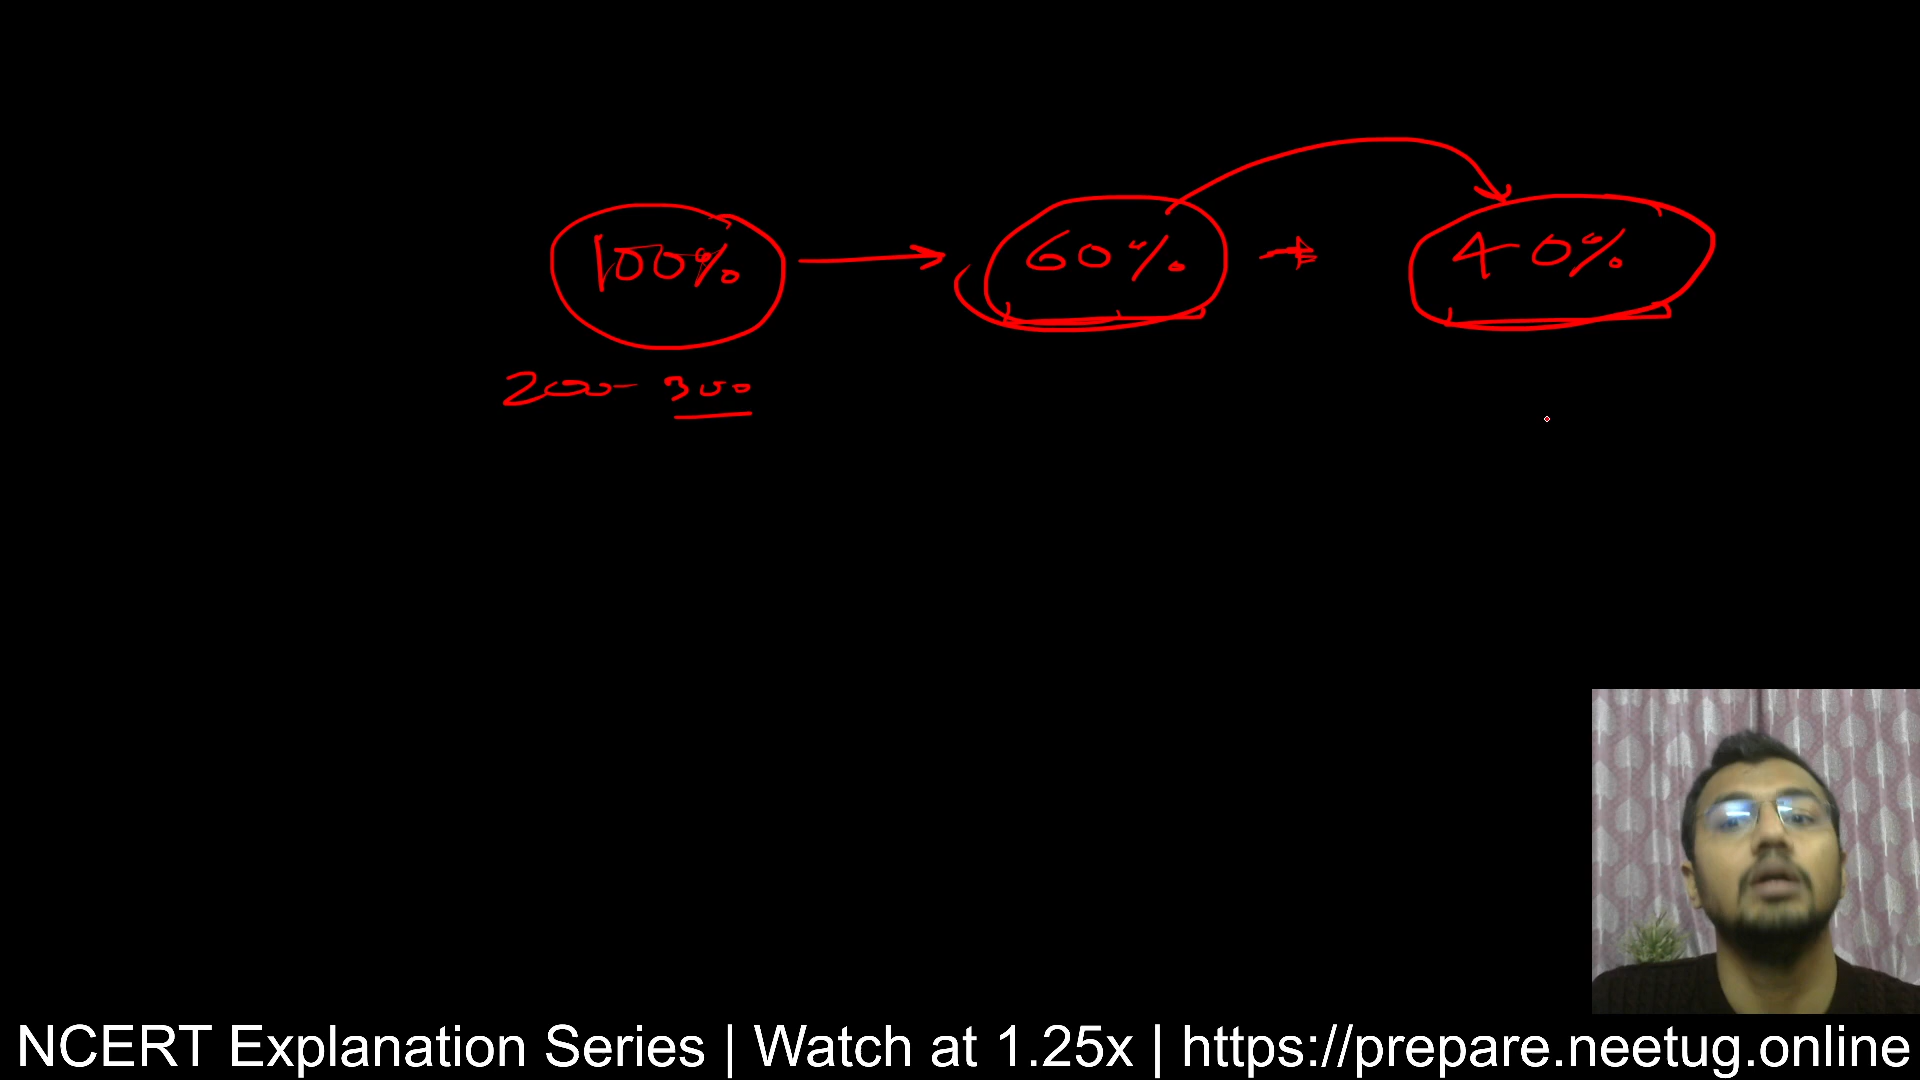 100% 60% 40%
200-300
NCERT Explanation Series | Watch at 1.25x | https://prepare.neetug.online